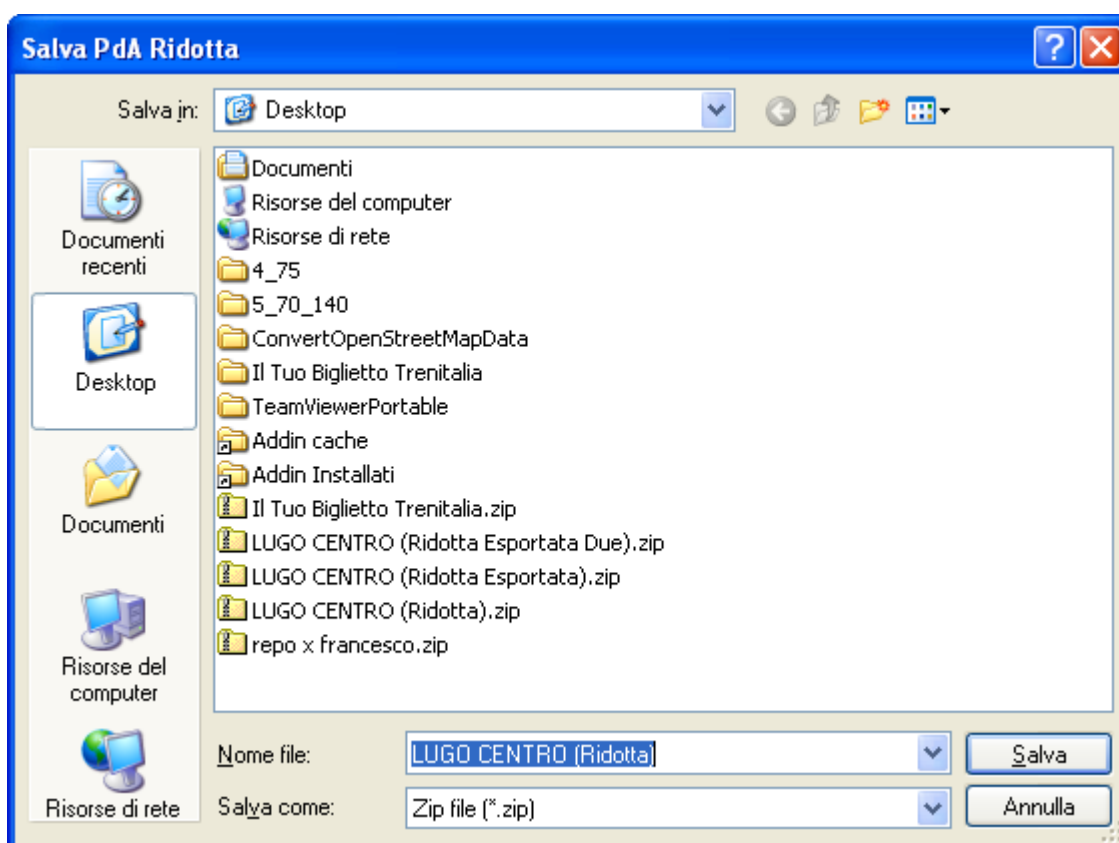 Salva PdA Ridotta
Salva in:
Desktop
Documenti
recenti
Desktop
Documenti
Risorse del
computer
Risorse di rete
Documenti
Risorse del computer
Risorse di rete
4_75
5_70_140
ConvertOpenStreetMapData
Il Tuo Biglietto Trenitalia
TeamViewerPortable
Addin cache
Addin Installati
Il Tuo Biglietto Trenitalia.zip
LUGO CENTRO (Ridotta Esportata Due).zip
LUGO CENTRO (Ridotta Esportata).zip
LUGO CENTRO (Ridotta).zip
repo x francesco.zip
Nome file:
LUGO CENTRO (Ridotta)
Salva
Salva come:
Zip file (*.zip)
Annulla